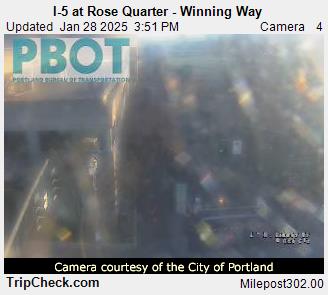 I-5 at Rose Quarter - Winning Way
Updated Jan 28 2025 3:51 PM Camera 4
PBOT
PORTLAND BUREAU OF TRANSPORTATION
Camera courtesy of the City of Portland
TripCheck.com Milepost302.00